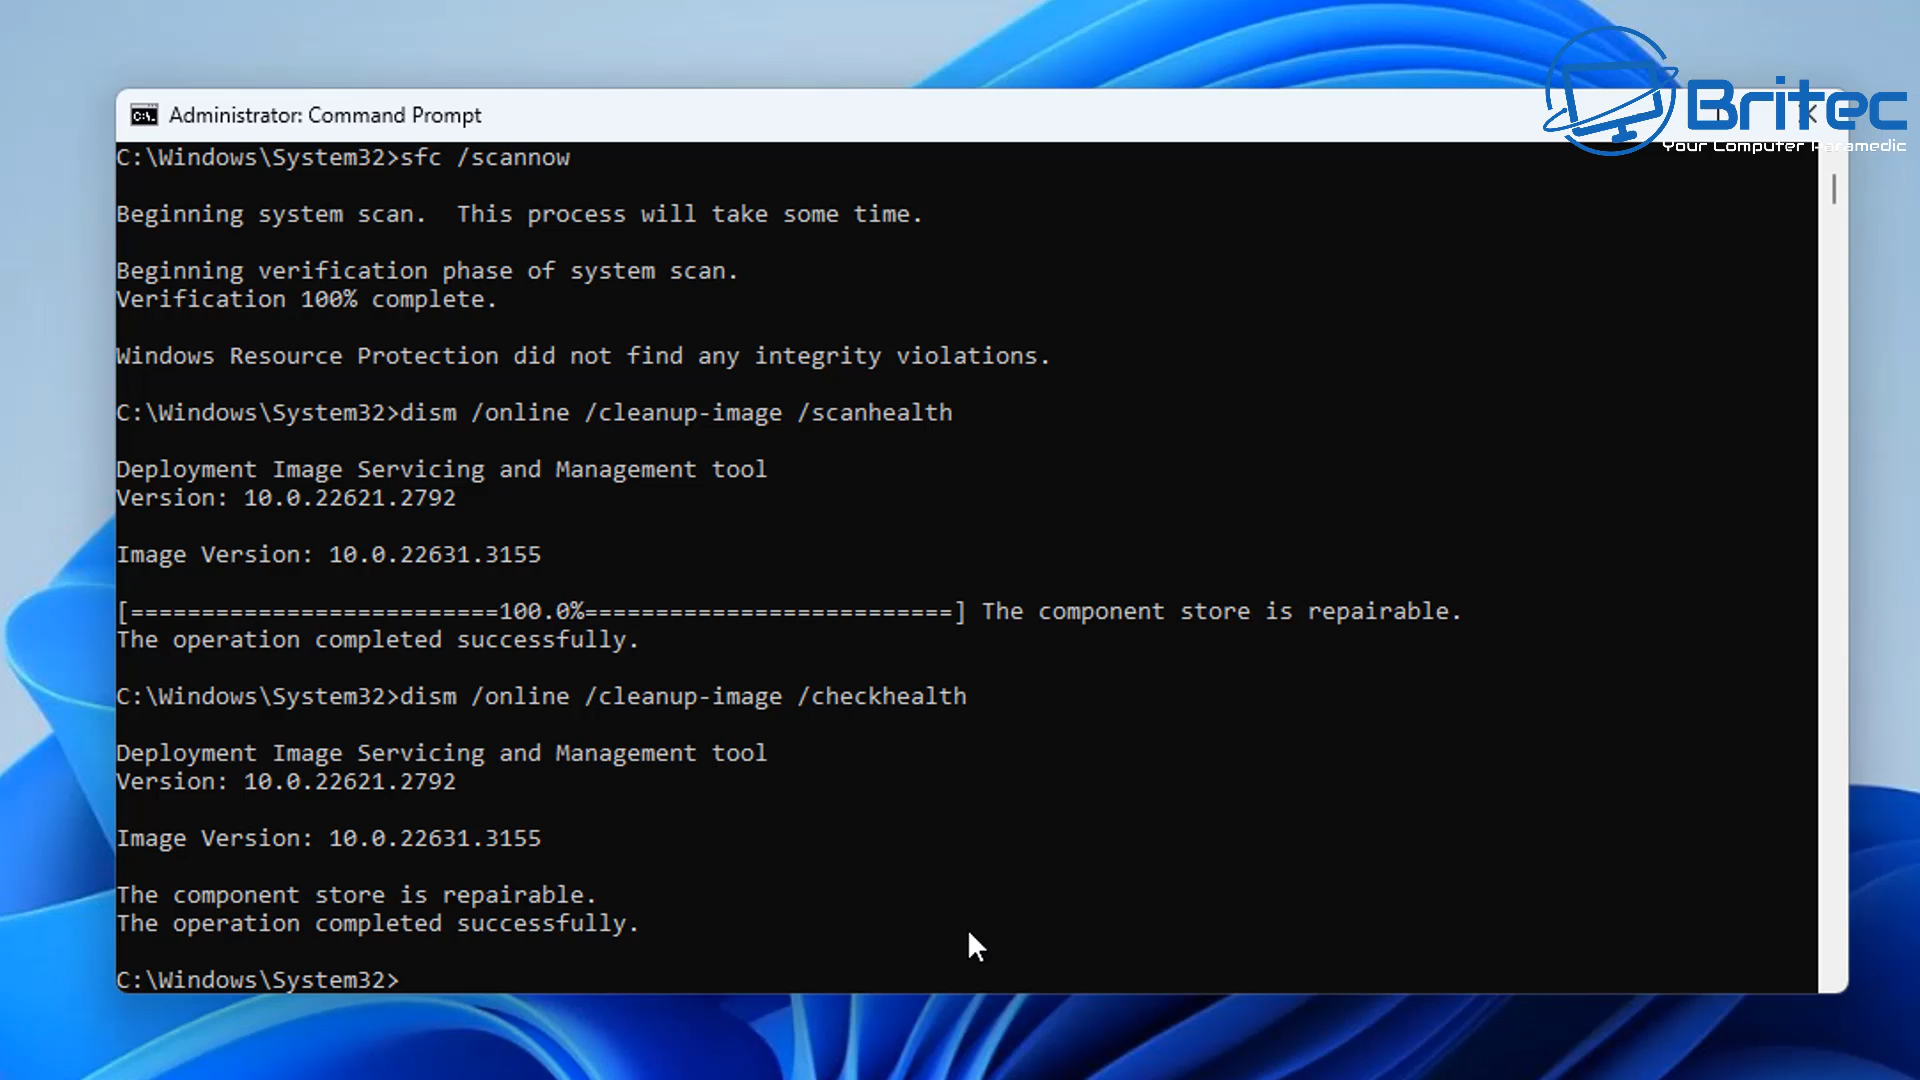 Britec
Your Computer Paramedic
Administrator: Command Prompt
C:\Windows\System32>sfc /scannow
Beginning system scan.  This process will take some time.
Beginning verification phase of system scan.
Verification 100% complete.
Windows Resource Protection did not find any integrity violations.
C:\Windows\System32>dism /online /cleanup-image /scanhealth
Deployment Image Servicing and Management tool
Version: 10.0.22621.2792
Image Version: 10.0.22631.3155
[==========================100.0%==========================] The component store is repairable.
The operation completed successfully.
C:\Windows\System32>dism /online /cleanup-image /checkhealth
Deployment Image Servicing and Management tool
Version: 10.0.22621.2792
Image Version: 10.0.22631.3155
The component store is repairable.
The operation completed successfully.
C:\Windows\System32>